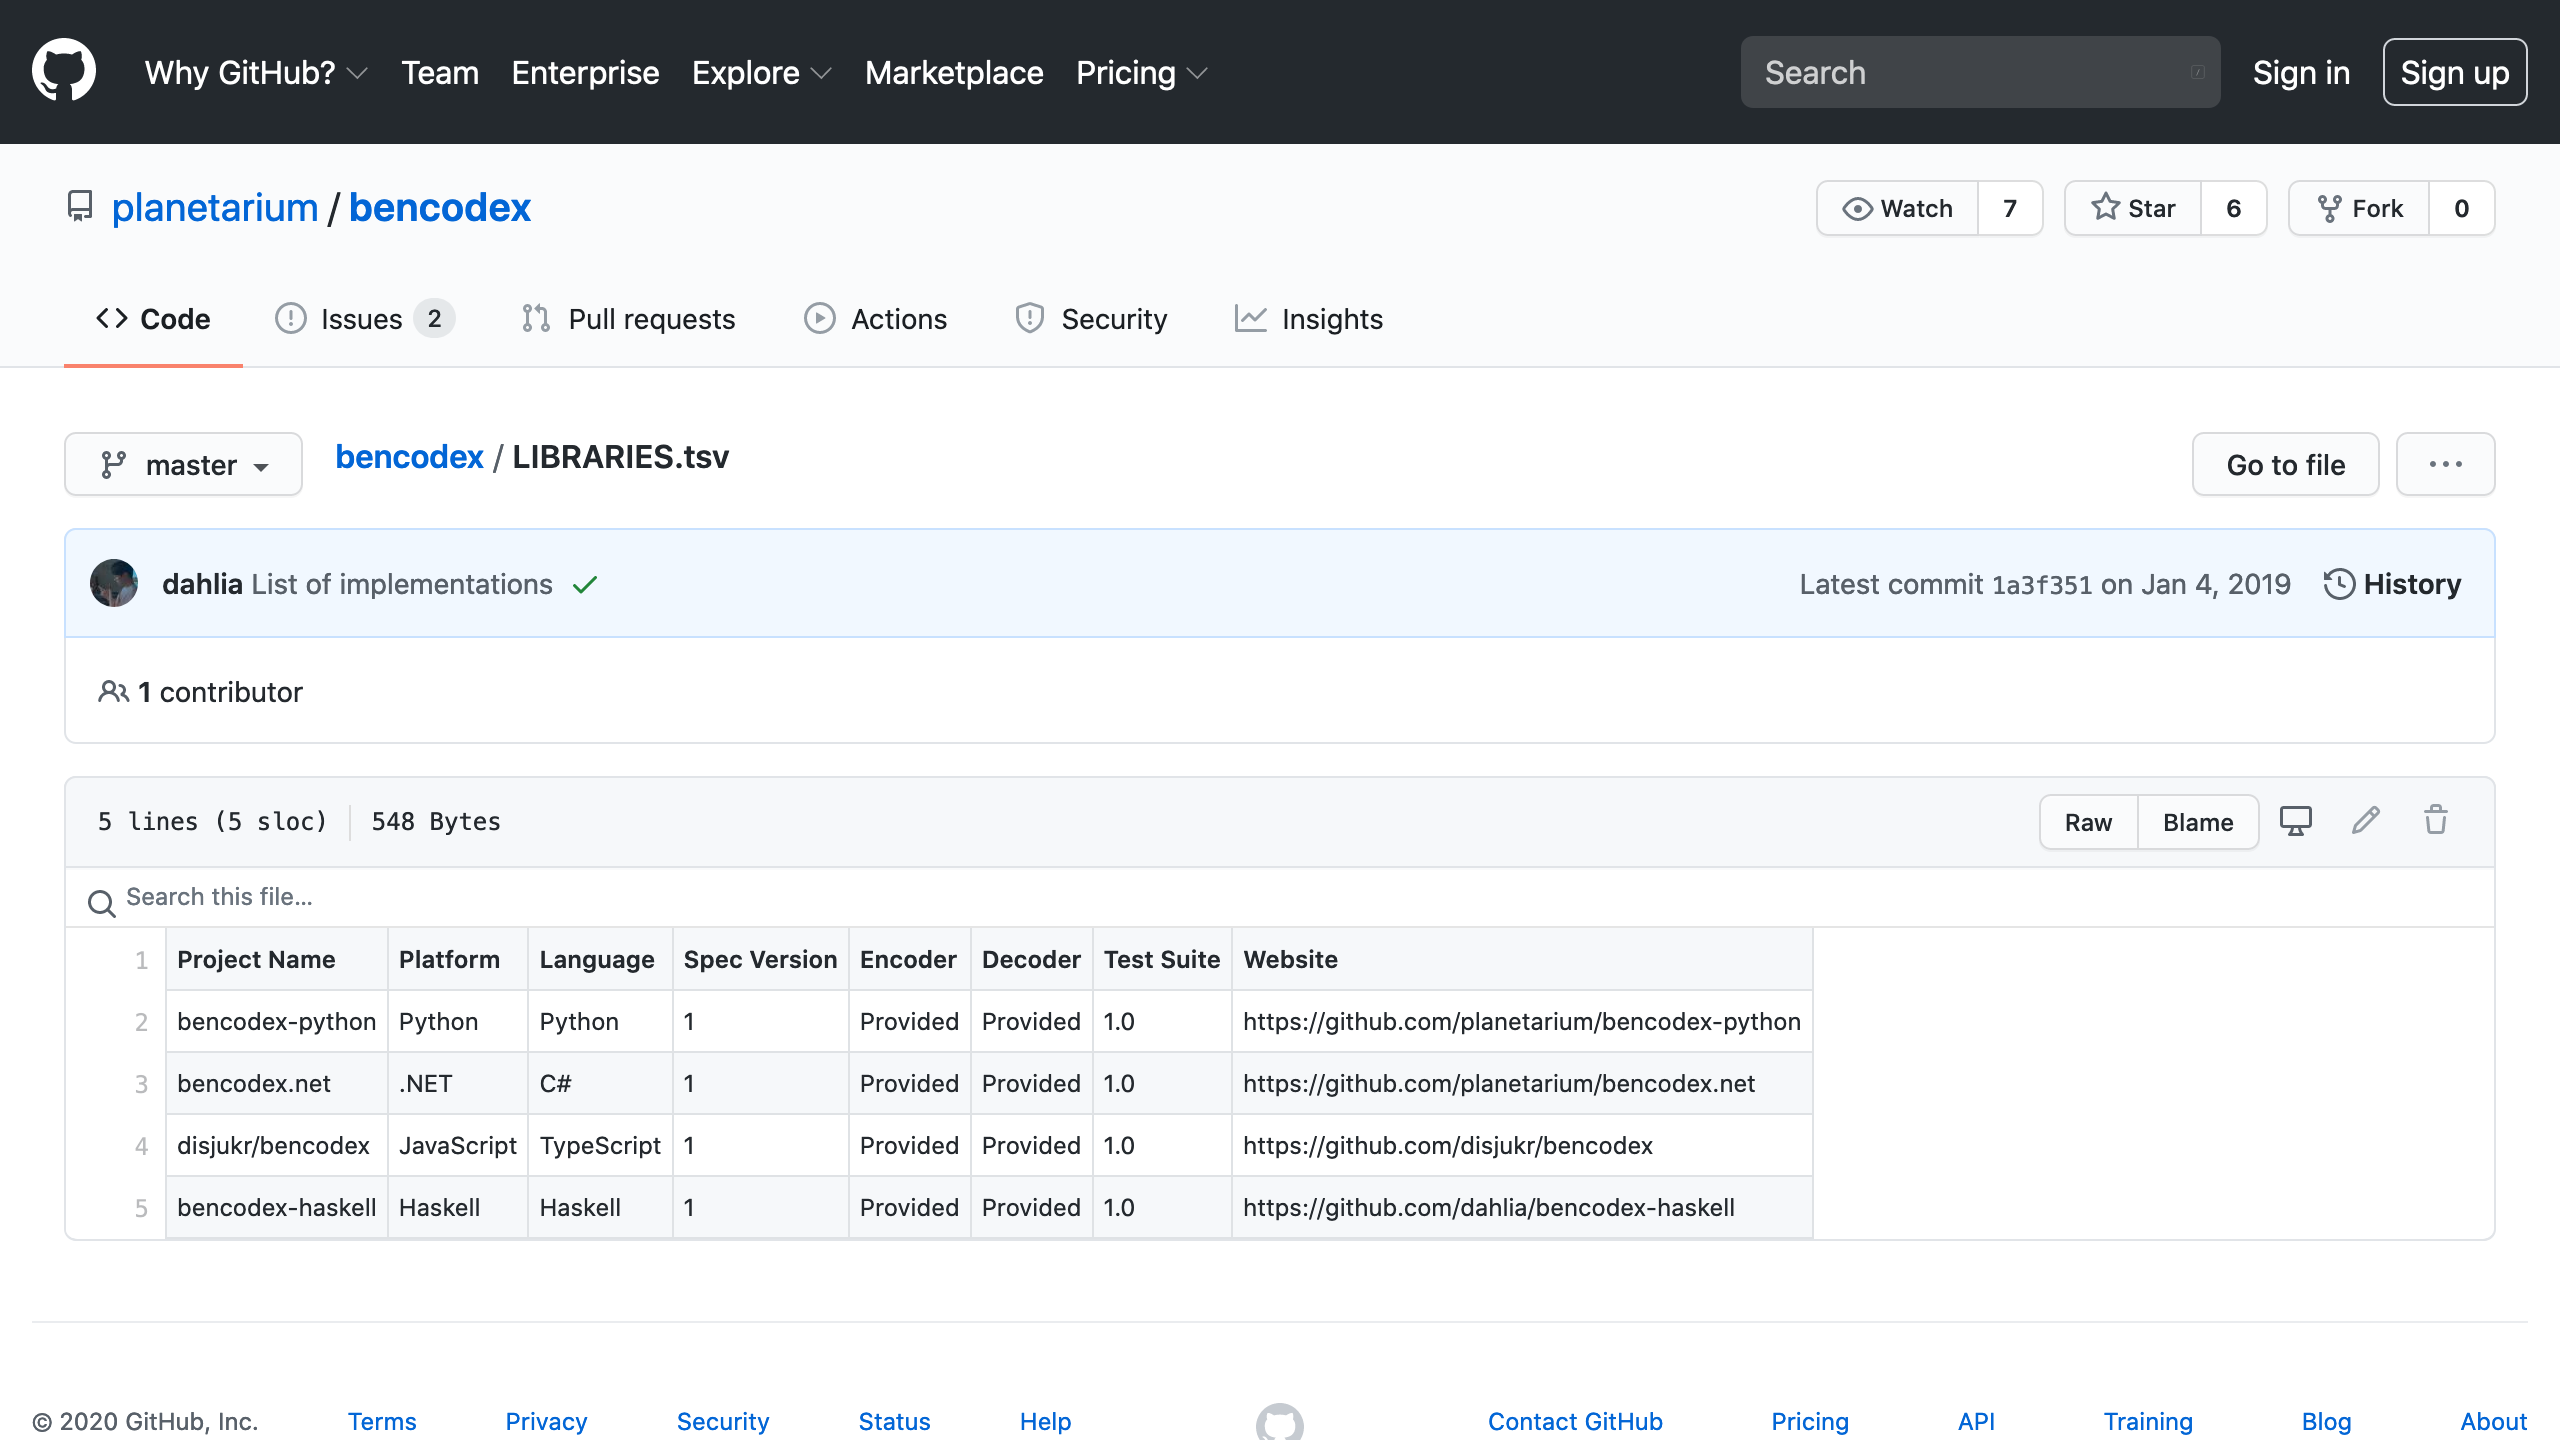 Why GitHub? Team Enterprise Explore Marketplace Pricing Search / Sign in Sign up
planetarium / bencodex Watch 7 Star 6 Fork 0
Code Issues 2 Pull requests Actions Security Insights
master bencodex / LIBRARIES.tsv Go to file ...
dahlia List of implementations Latest commit 1a3f351 on Jan 4, 2019 History
1 contributor
5 lines (5 sloc) 548 Bytes Raw Blame
Search this file...
1 Project Name Platform Language Spec Version Encoder Decoder Test Suite Website
2 bencodex-python Python Python 1 Provided Provided 1.0 https://github.com/planetarium/bencodex-python
3 bencodex.net .NET C# 1 Provided Provided 1.0 https://github.com/planetarium/bencodex.net
4 disjukr/bencodex JavaScript TypeScript 1 Provided Provided 1.0 https://github.com/disjukr/bencodex
5 bencodex-haskell Haskell Haskell 1 Provided Provided 1.0 https://github.com/dahlia/bencodex-haskell
© 2020 GitHub, Inc. Terms Privacy Security Status Help Contact GitHub Pricing API Training Blog About